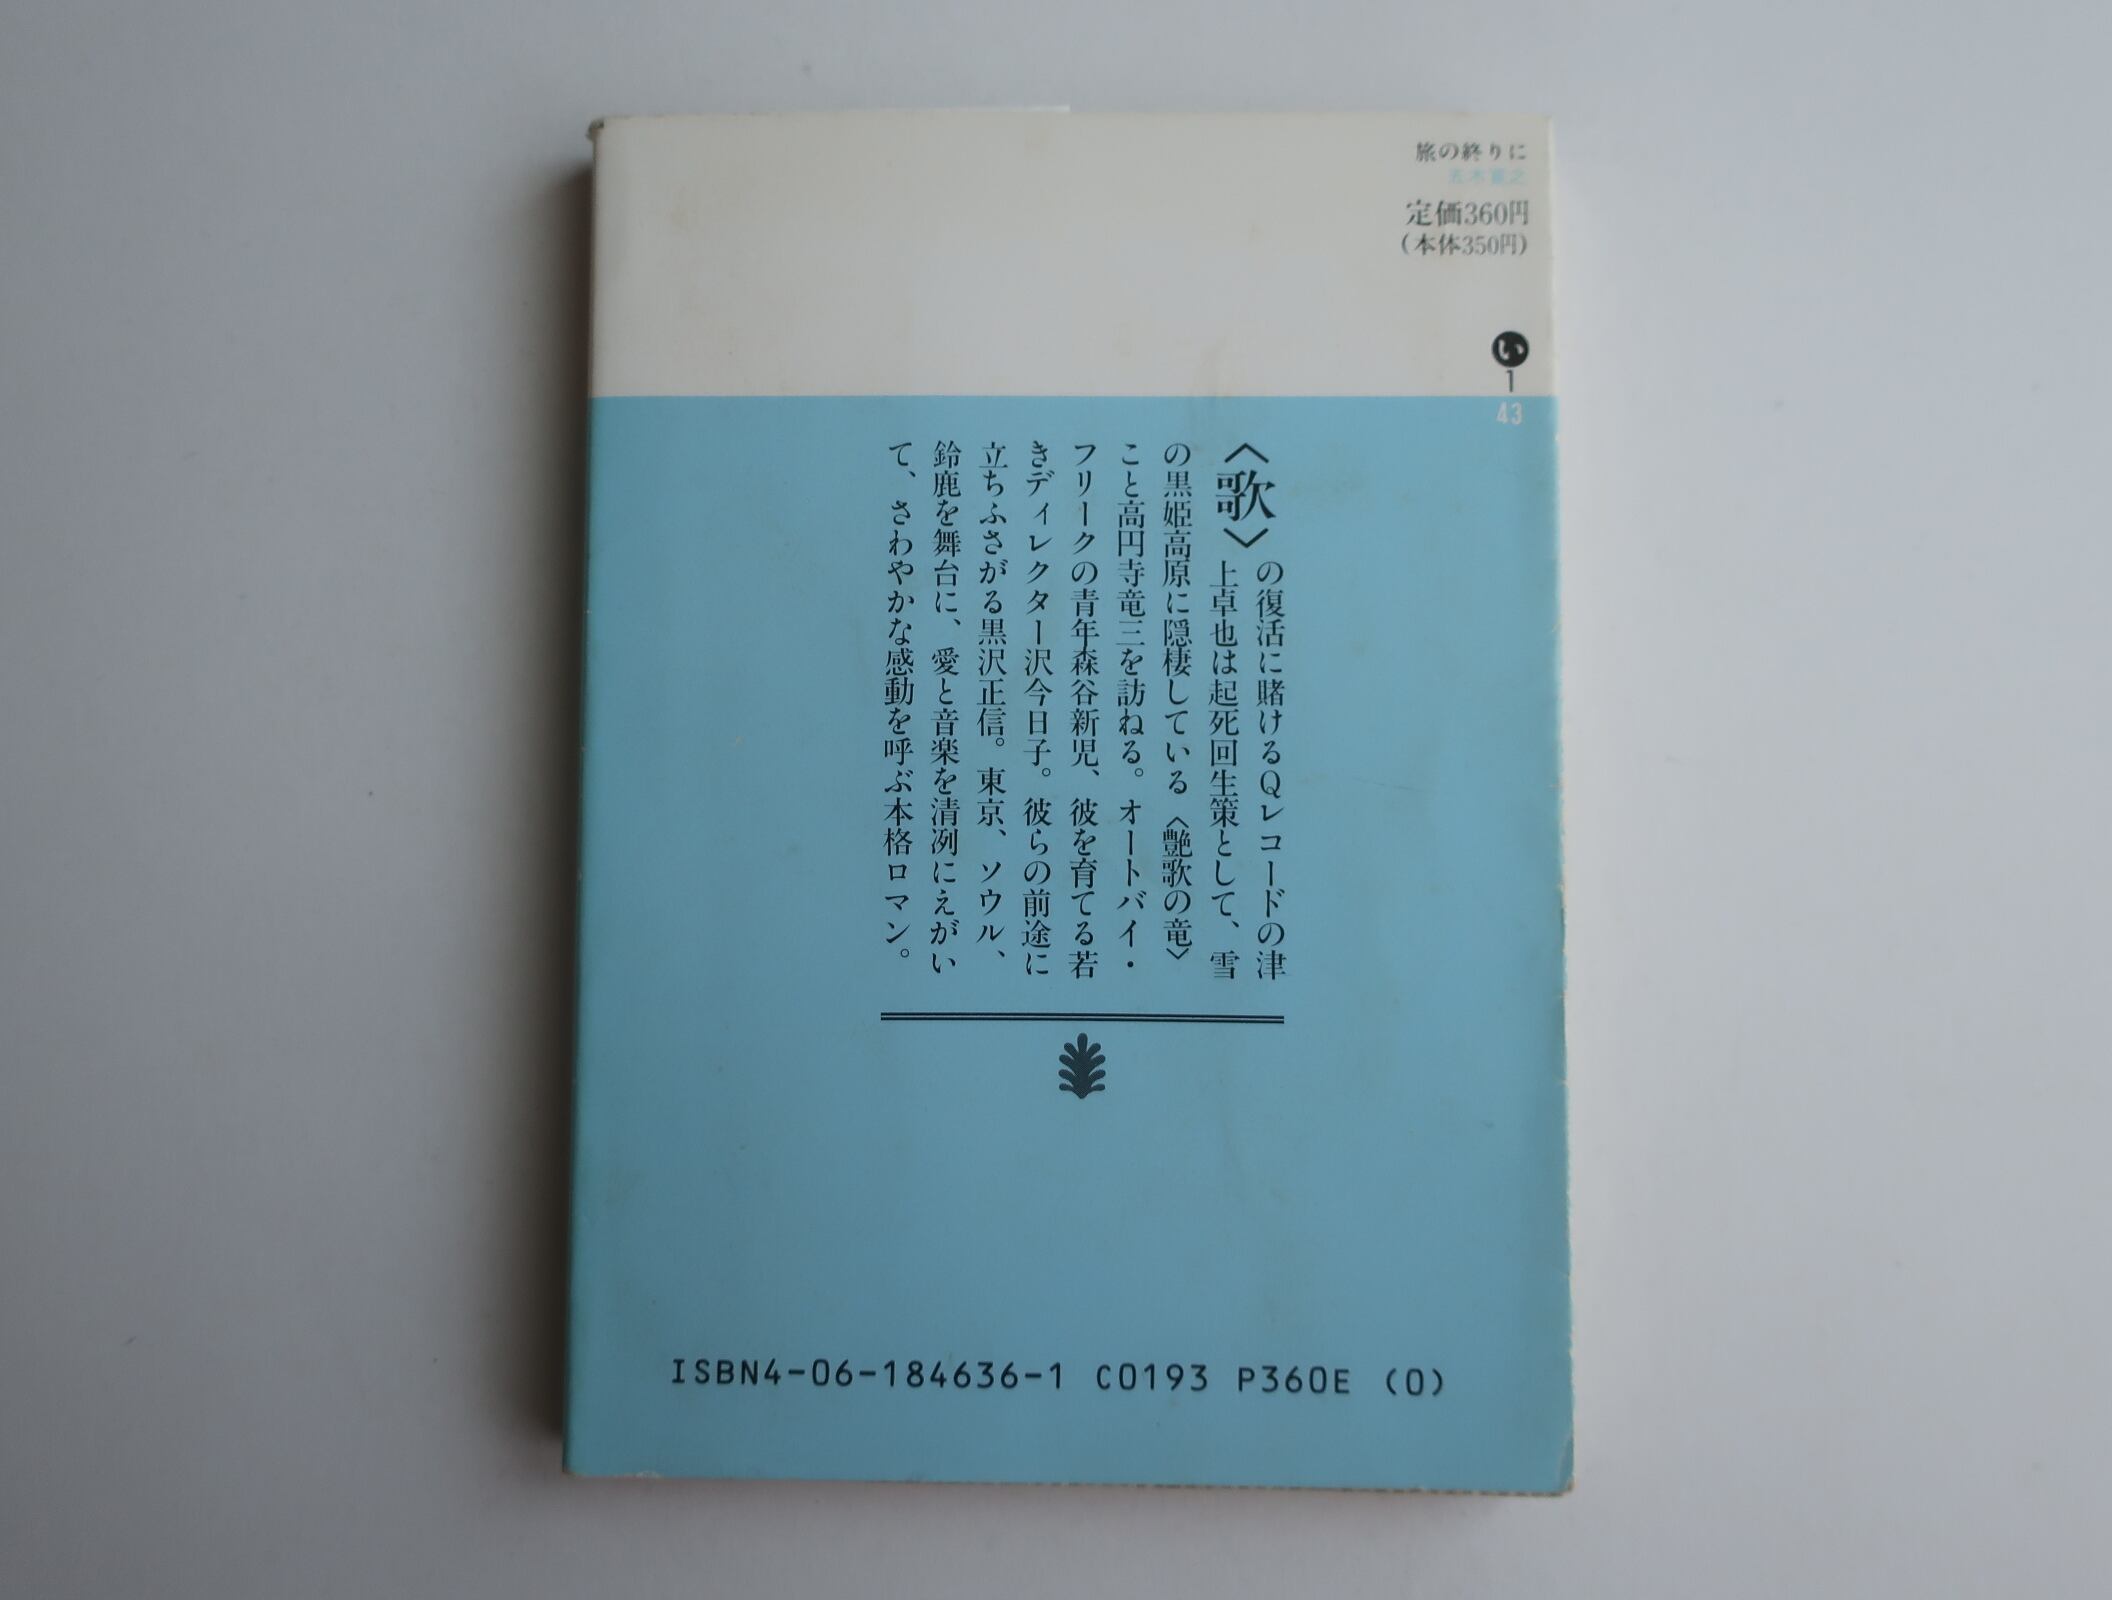 旅の終りに
五木寛之
定価360円
(本体350円)
い
1
43
〈歌〉の復活に賭けるQレコードの津
上卓也は起死回生策として、雪
の黒姫高原に隠棲している〈艶歌の竜〉
こと高円寺竜三を訪ねる。オートバイ・
フリークの青年森谷新児、彼を育てる若
きディレクター沢今日子。彼らの前途に
立ちふさがる黒沢正信。東京、ソウル、
鈴鹿を舞台に、愛と音楽を清冽にえがい
て、さわやかな感動を呼ぶ本格ロマン。
ISBN4-06-184636-1 C0193 P360E (0)